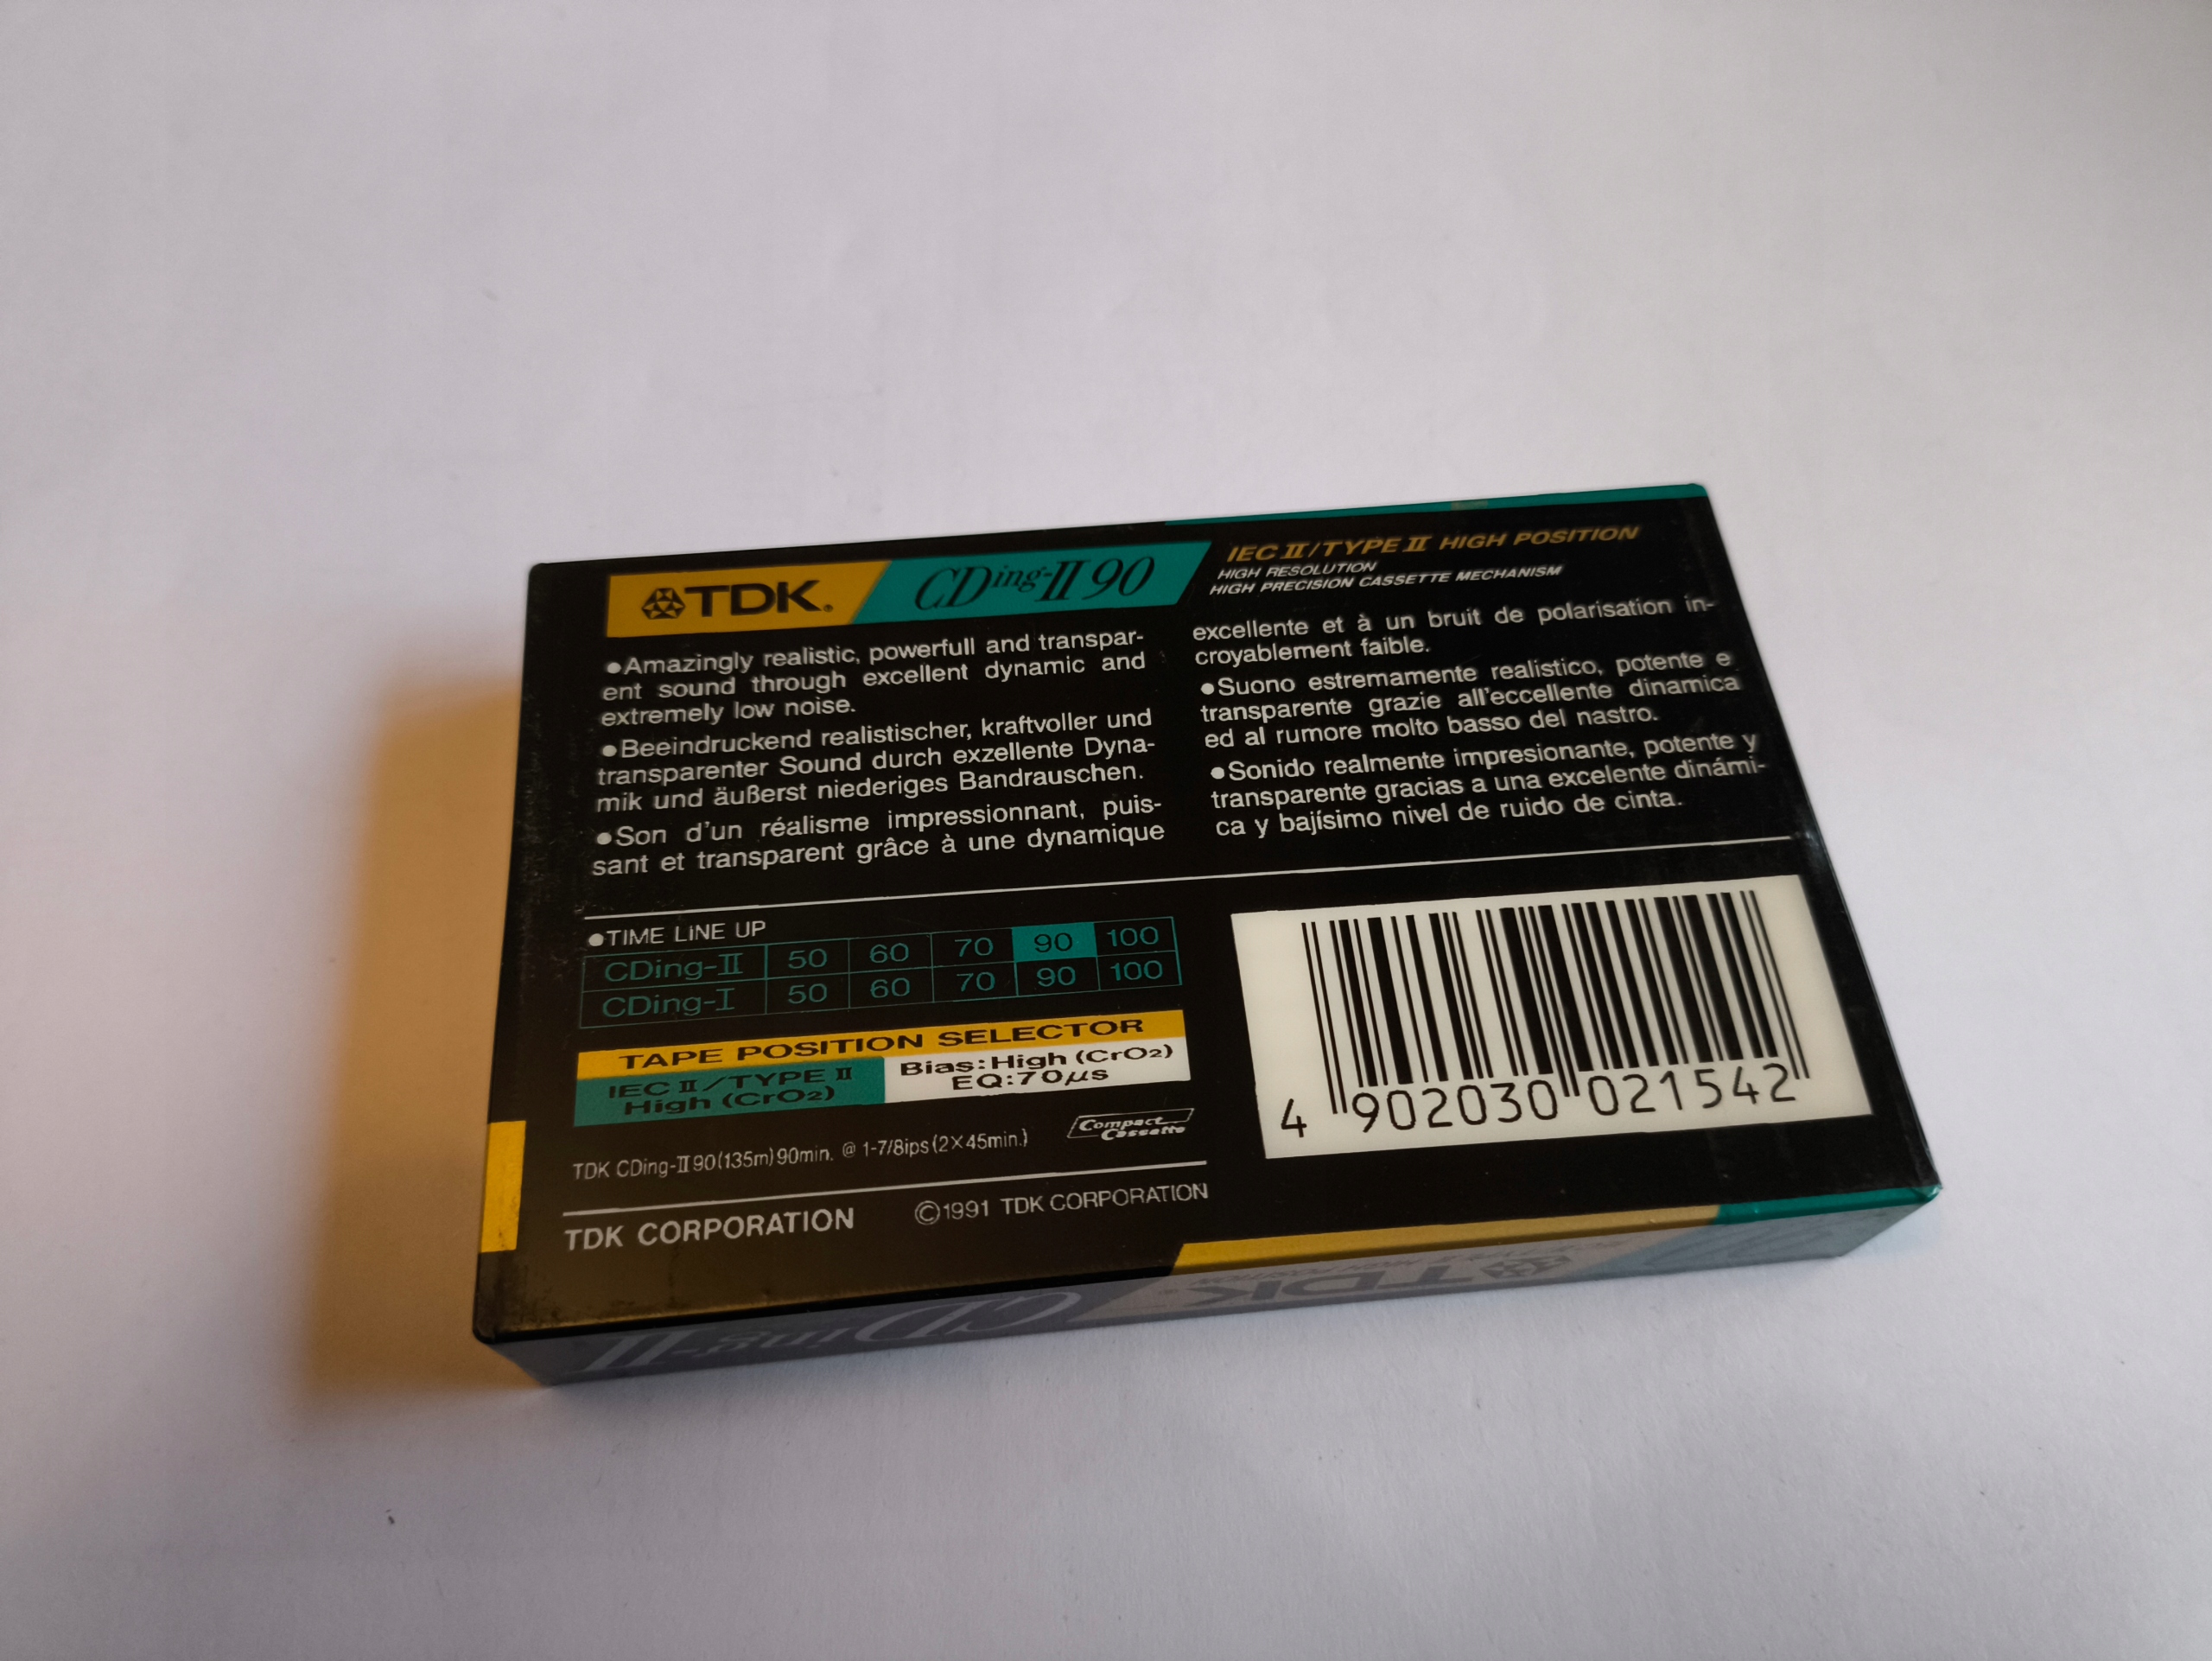 TDK®
CDing-II 90
IEC II/TYPE II HIGH POSITION
HIGH RESOLUTION
HIGH PRECISION CASSETTE MECHANISM
●Amazingly realistic, powerfull and transpar-
ent sound through excellent dynamic and
extremely low noise.
●Beeindruckend realistischer, kraftvoller und
transparenter Sound durch exzellente Dyna-
mik und äußerst niederiges Bandrauschen.
●Son d'un réalisme impressionnant, puis-
sant et transparent grâce à une dynamique
excellente et à un bruit de polarisation in-
croyablement faible.
●Suono estremamente realistico, potente e
transparente grazie all'eccellente dinamica
ed al rumore molto basso del nastro.
●Sonido realmente impresionante, potente y
transparente gracias a una excelente dinámi-
ca y bajísimo nivel de ruido de cinta.
●TIME LINE UP
CDing-II 50 60 70 90 100
CDing-I 50 60 70 90 100
TAPE POSITION SELECTOR
IEC II/TYPE II
High (CrO2)
Bias:High (CrO2)
EQ:70μs
TDK CDing-II 90(135m)90min. @ 1-7/8ips(2×45min.)
Compact
Cassette
TDK CORPORATION
©1991 TDK CORPORATION
4 902030 021542
TDK
CDing-II